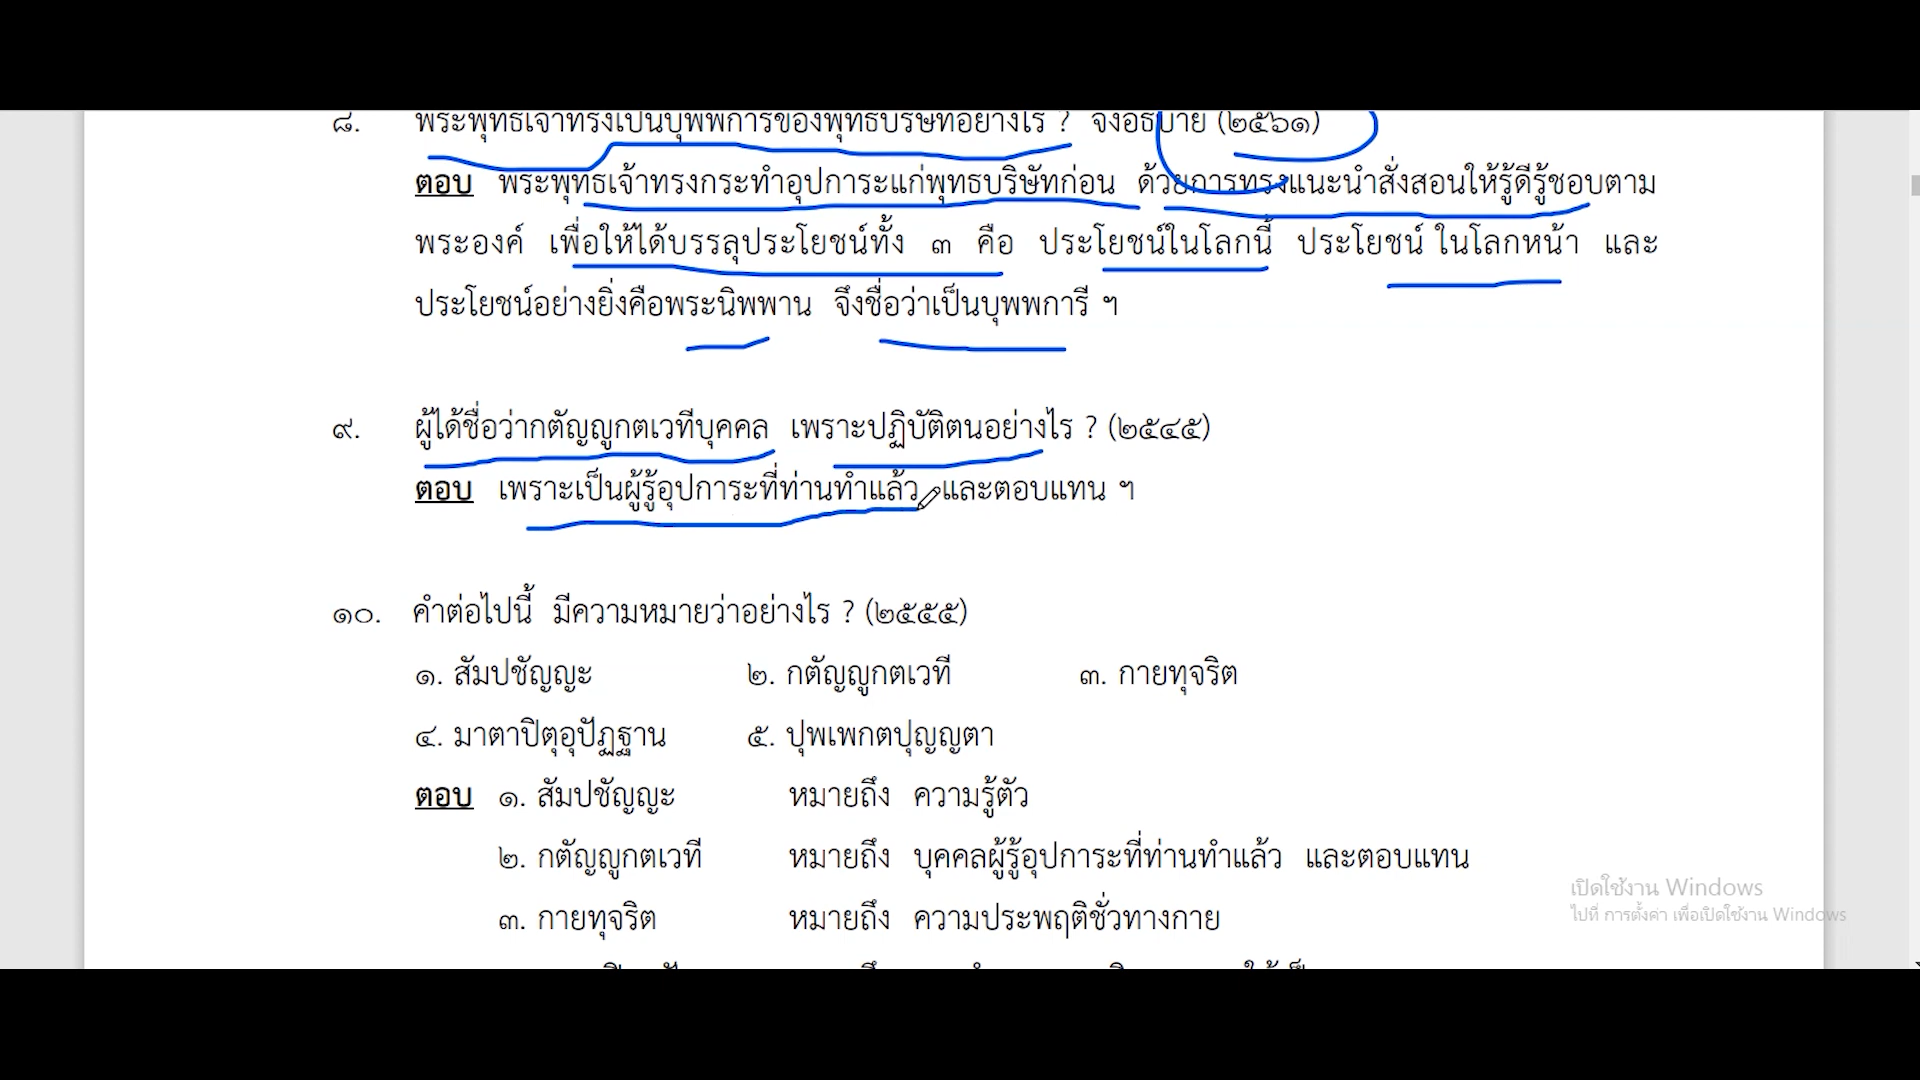 ๘. พระพุทธเจ้าทรงเป็นบุพพการีของพุทธบริษัทอย่างไร ? จงอธิบาย (๒๕๖๑)
ตอบ พระพุทธเจ้าทรงกระทำอุปการะแก่พุทธบริษัทก่อน ด้วยการทรงแนะนำสั่งสอนให้รู้ดีรู้ชอบตาม
พระองค์ เพื่อให้ได้บรรลุประโยชน์ทั้ง ๓ คือ ประโยชน์ในโลกนี้ ประโยชน์ ในโลกหน้า และ
ประโยชน์อย่างยิ่งคือพระนิพพาน จึงชื่อว่าเป็นบุพพการี ฯ
๙. ผู้ได้ชื่อว่ากตัญญูกตเวทีบุคคล เพราะปฏิบัติตนอย่างไร ? (๒๕๔๕)
ตอบ เพราะเป็นผู้รู้อุปการะที่ท่านทำแล้ว และตอบแทน ฯ
๑๐. คำต่อไปนี้ มีความหมายว่าอย่างไร ? (๒๕๕๕)
๑. สัมปชัญญะ ๒. กตัญญูกตเวที ๓. กายทุจริต
๔. มาตาปิตุอุปัฏฐาน ๕. ปุพเพกตปุญญตา
ตอบ ๑. สัมปชัญญะ หมายถึง ความรู้ตัว
๒. กตัญญูกตเวที หมายถึง บุคคลผู้รู้อุปการะที่ท่านทำแล้ว และตอบแทน
๓. กายทุจริต หมายถึง ความประพฤติชั่วทางกาย
เปิดใช้งาน Windows
ไปที่ การตั้งค่า เพื่อเปิดใช้งาน Windows